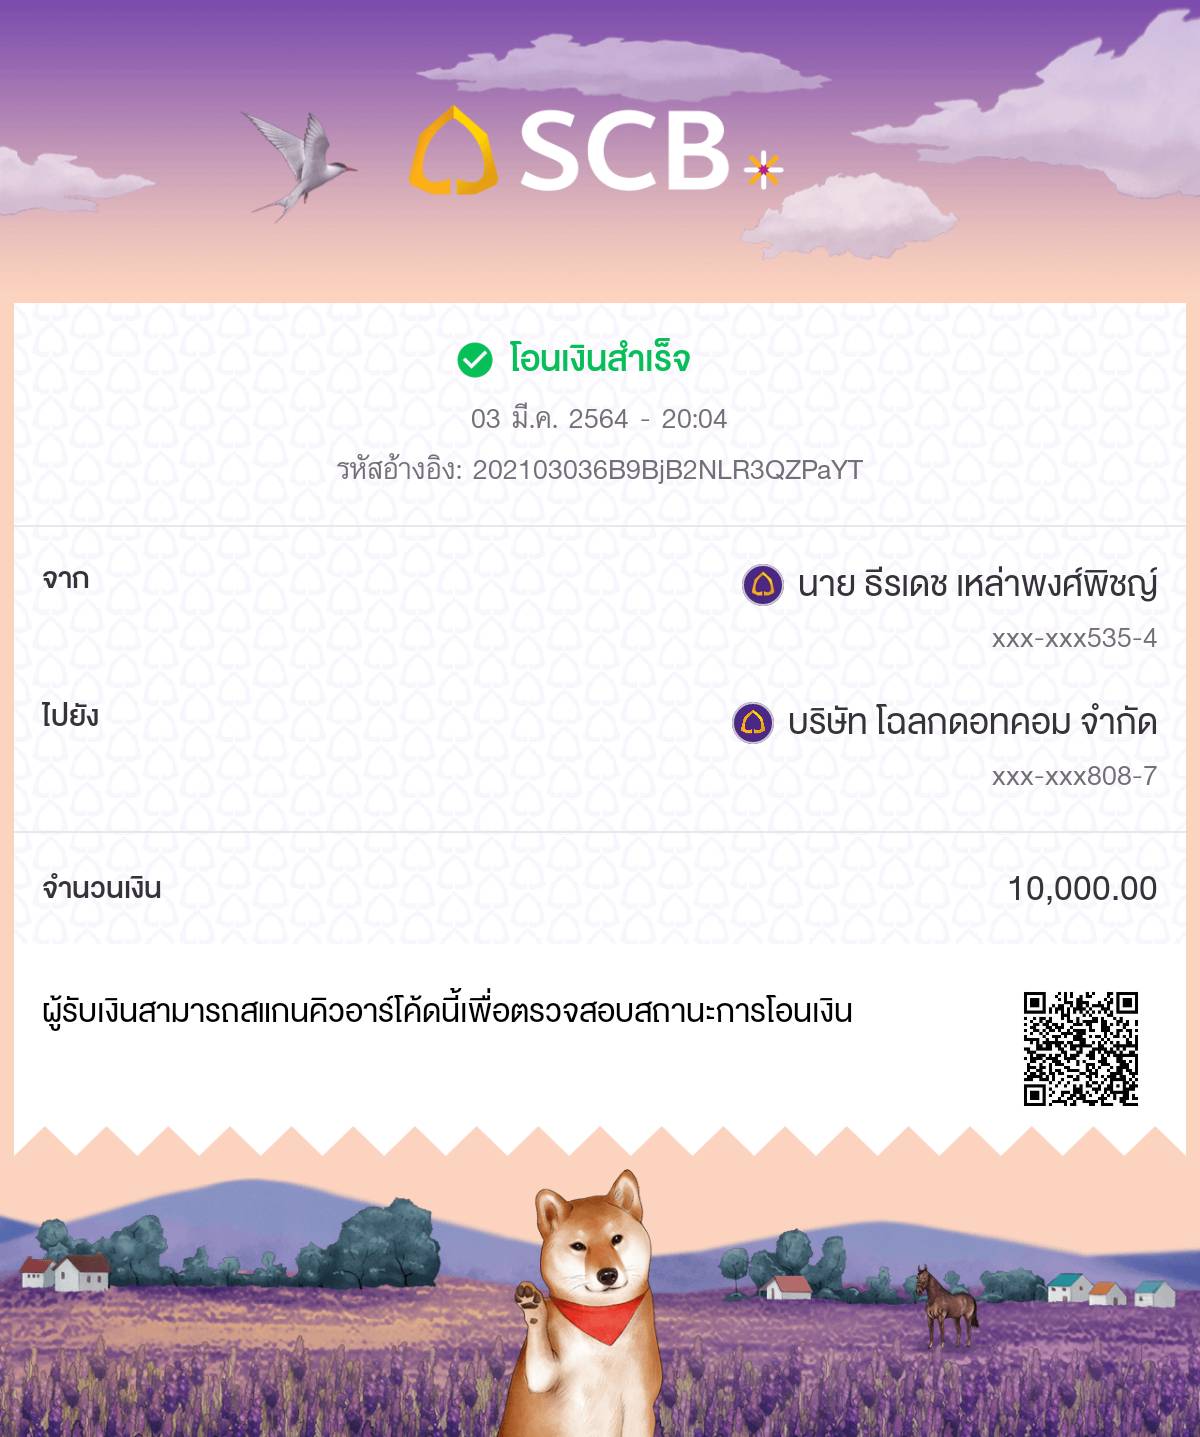 SCB
โอนเงินสำเร็จ
03 มี.ค. 2564 - 20:04
รหัสอ้างอิง: 202103036B9BjB2NLR3QZPaYT
จาก
นาย ธีรเดช เหล่าพงศ์พิชญ์
xxx-xxx535-4
ไปยัง
บริษัท โฉลกดอทคอม จำกัด
xxx-xxx808-7
จำนวนเงิน
10,000.00
ผู้รับเงินสามารถสแกนคิวอาร์โค้ดนี้เพื่อตรวจสอบสถานะการโอนเงิน